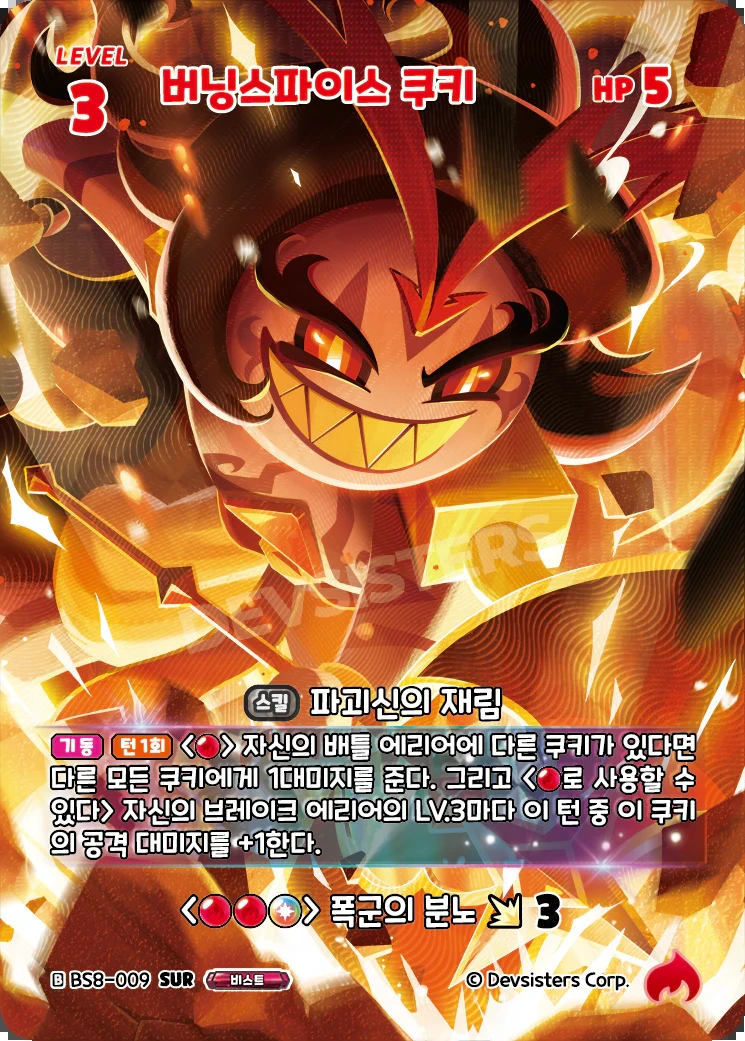 LEVEL
3
버닝스파이스 쿠키
HP 5
DEVSISTERS
스킬 파괴신의 재림
기동 턴1회 <> 자신의 배틀 에리어에 다른 쿠키가 있다면
다른 모든 쿠키에게 1대미지를 준다. 그리고 <로 사용할 수
있다> 자신의 브레이크 에리어의 LV.3마다 이 턴 중 이 쿠키
의 공격 대미지를 +1한다.
<> 폭군의 분노 3
B BS8-009 SUR 비스트
© Devsisters Corp.